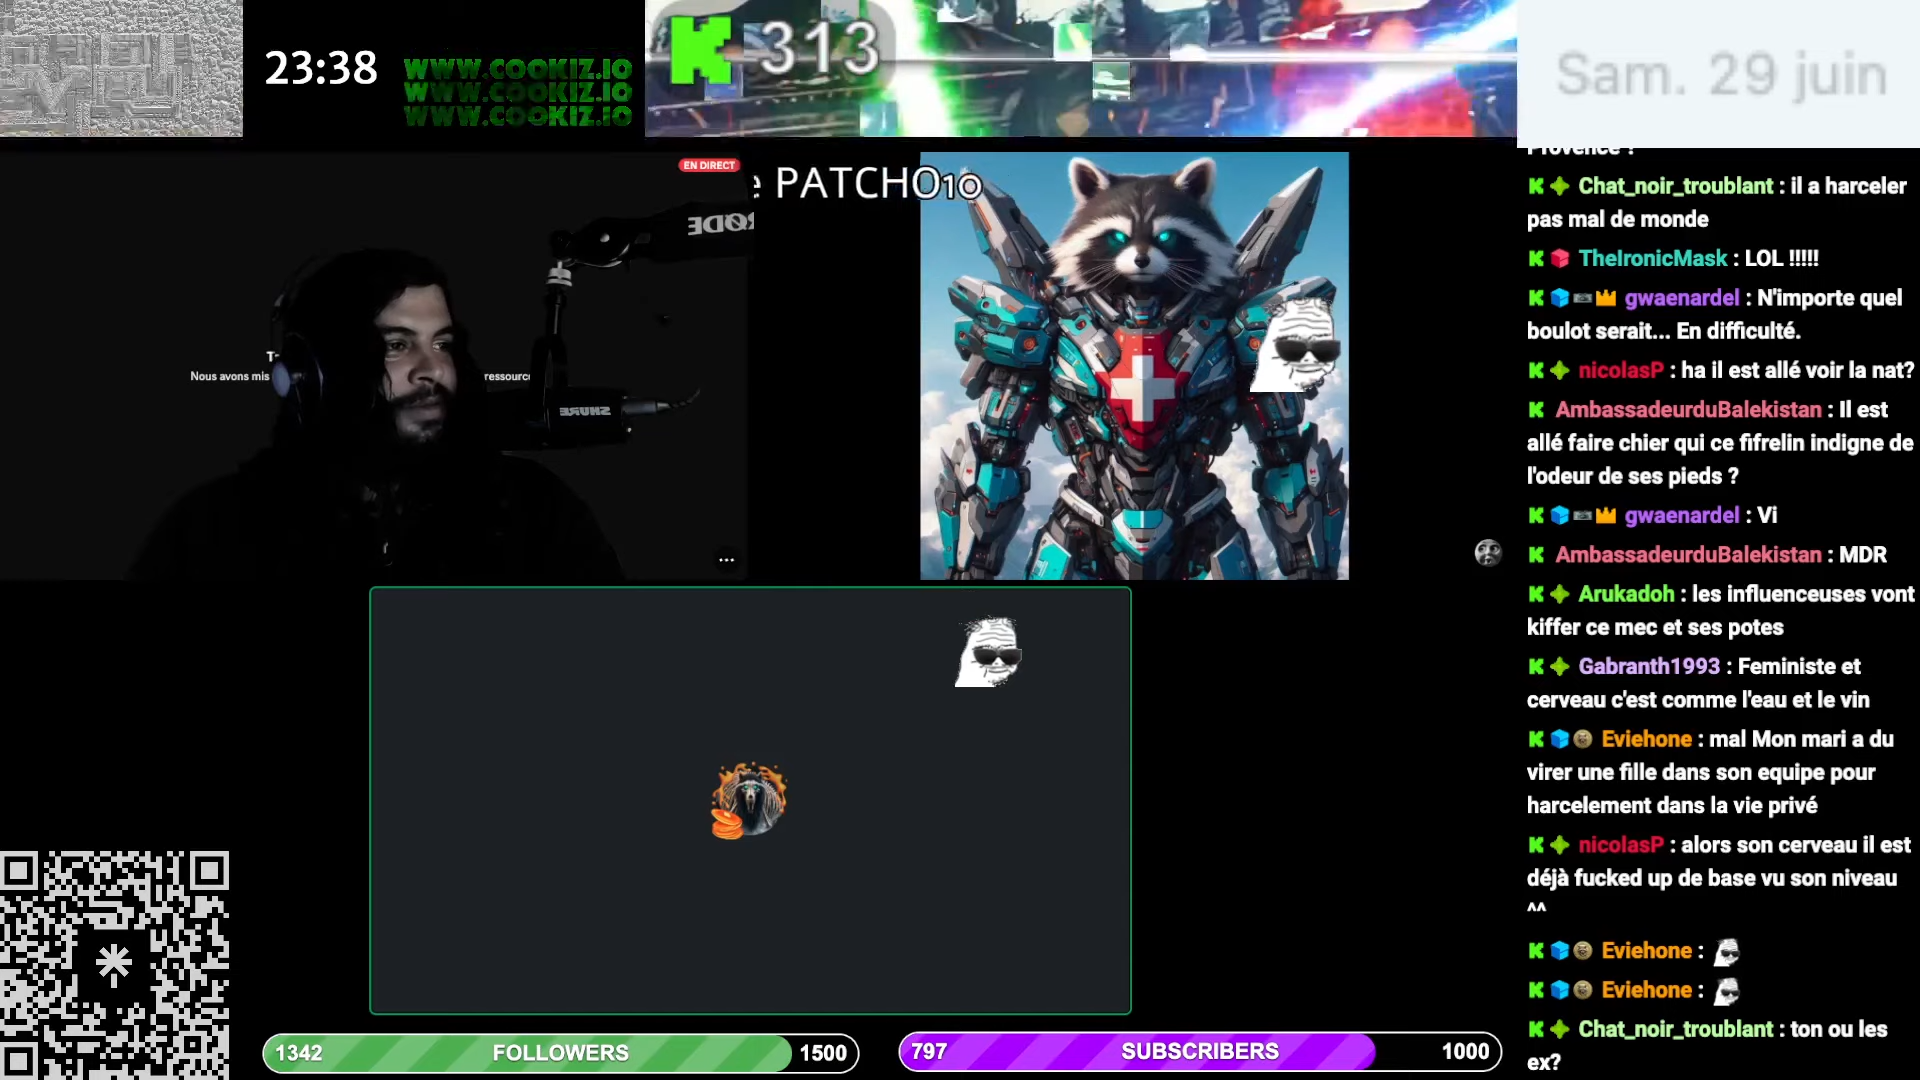 23:38
WWW.COOKIZ.IO
WWW.COOKIZ.IO
WWW.COOKIZ.IO
K 313
Sam. 29 juin
EN DIRECT
e PATCHO10
RØDE
T
Nous avons mis
ressource
SHURE
Provence ?
Chat_noir_troublant : il a harceler
pas mal de monde
TheIronicMask : LOL !!!!!
gwaenardel : N'importe quel
boulot serait... En difficulté.
nicolasP : ha il est allé voir la nat?
AmbassadeurduBalekistan : Il est
allé faire chier qui ce fifrelin indigne de
l'odeur de ses pieds ?
gwaenardel : Vi
AmbassadeurduBalekistan : MDR
Arukadoh : les influenceuses vont
kiffer ce mec et ses potes
Gabranth1993 : Feministe et
cerveau c'est comme l'eau et le vin
Eviehone : mal Mon mari a du
virer une fille dans son equipe pour
harcelement dans la vie privé
nicolasP : alors son cerveau il est
déjà fucked up de base vu son niveau
^^
Eviehone :
Eviehone :
Chat_noir_troublant : ton ou les
ex?
1342 FOLLOWERS 1500
797 SUBSCRIBERS 1000